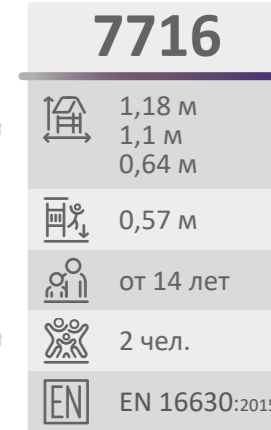 7716
1,18 м
1,1 м
0,64 м
0,57 м
от 14 лет
2 чел.
EN EN 16630:2015